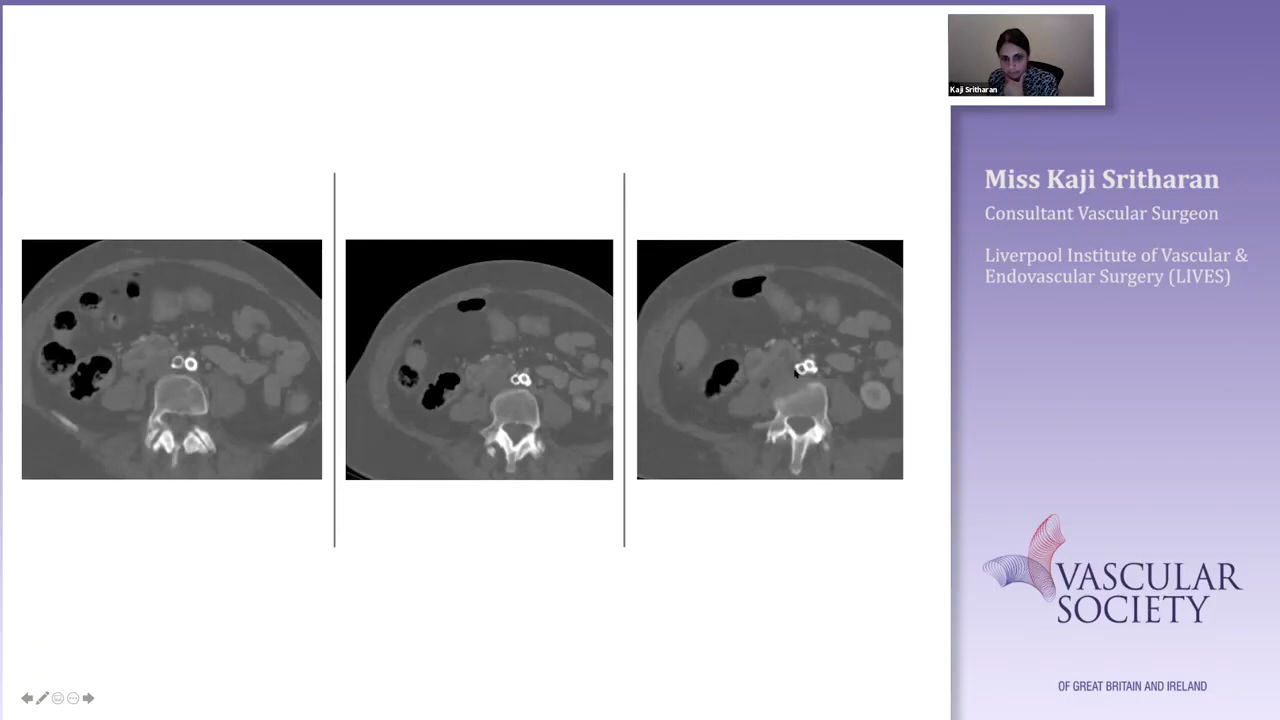 Kaji Sritharan
Miss Kaji Sritharan
Consultant Vascular Surgeon
Liverpool Institute of Vascular &
Endovascular Surgery (LIVES)
VASCULAR
SOCIETY
OF GREAT BRITAIN AND IRELAND